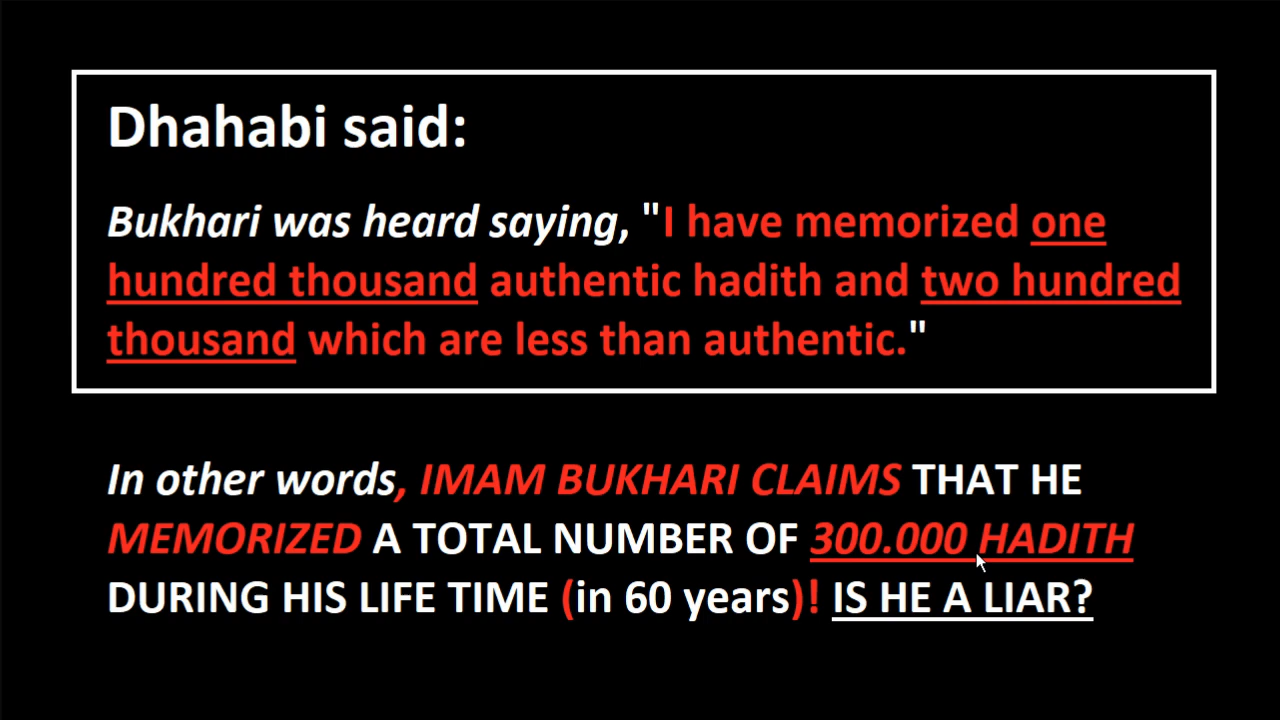 Dhahabi said:
Bukhari was heard saying, "I have memorized one
hundred thousand authentic hadith and two hundred
thousand which are less than authentic."
In other words, IMAM BUKHARI CLAIMS THAT HE
MEMORIZED A TOTAL NUMBER OF 300.000 HADITH
DURING HIS LIFE TIME (in 60 years)! IS HE A LIAR?